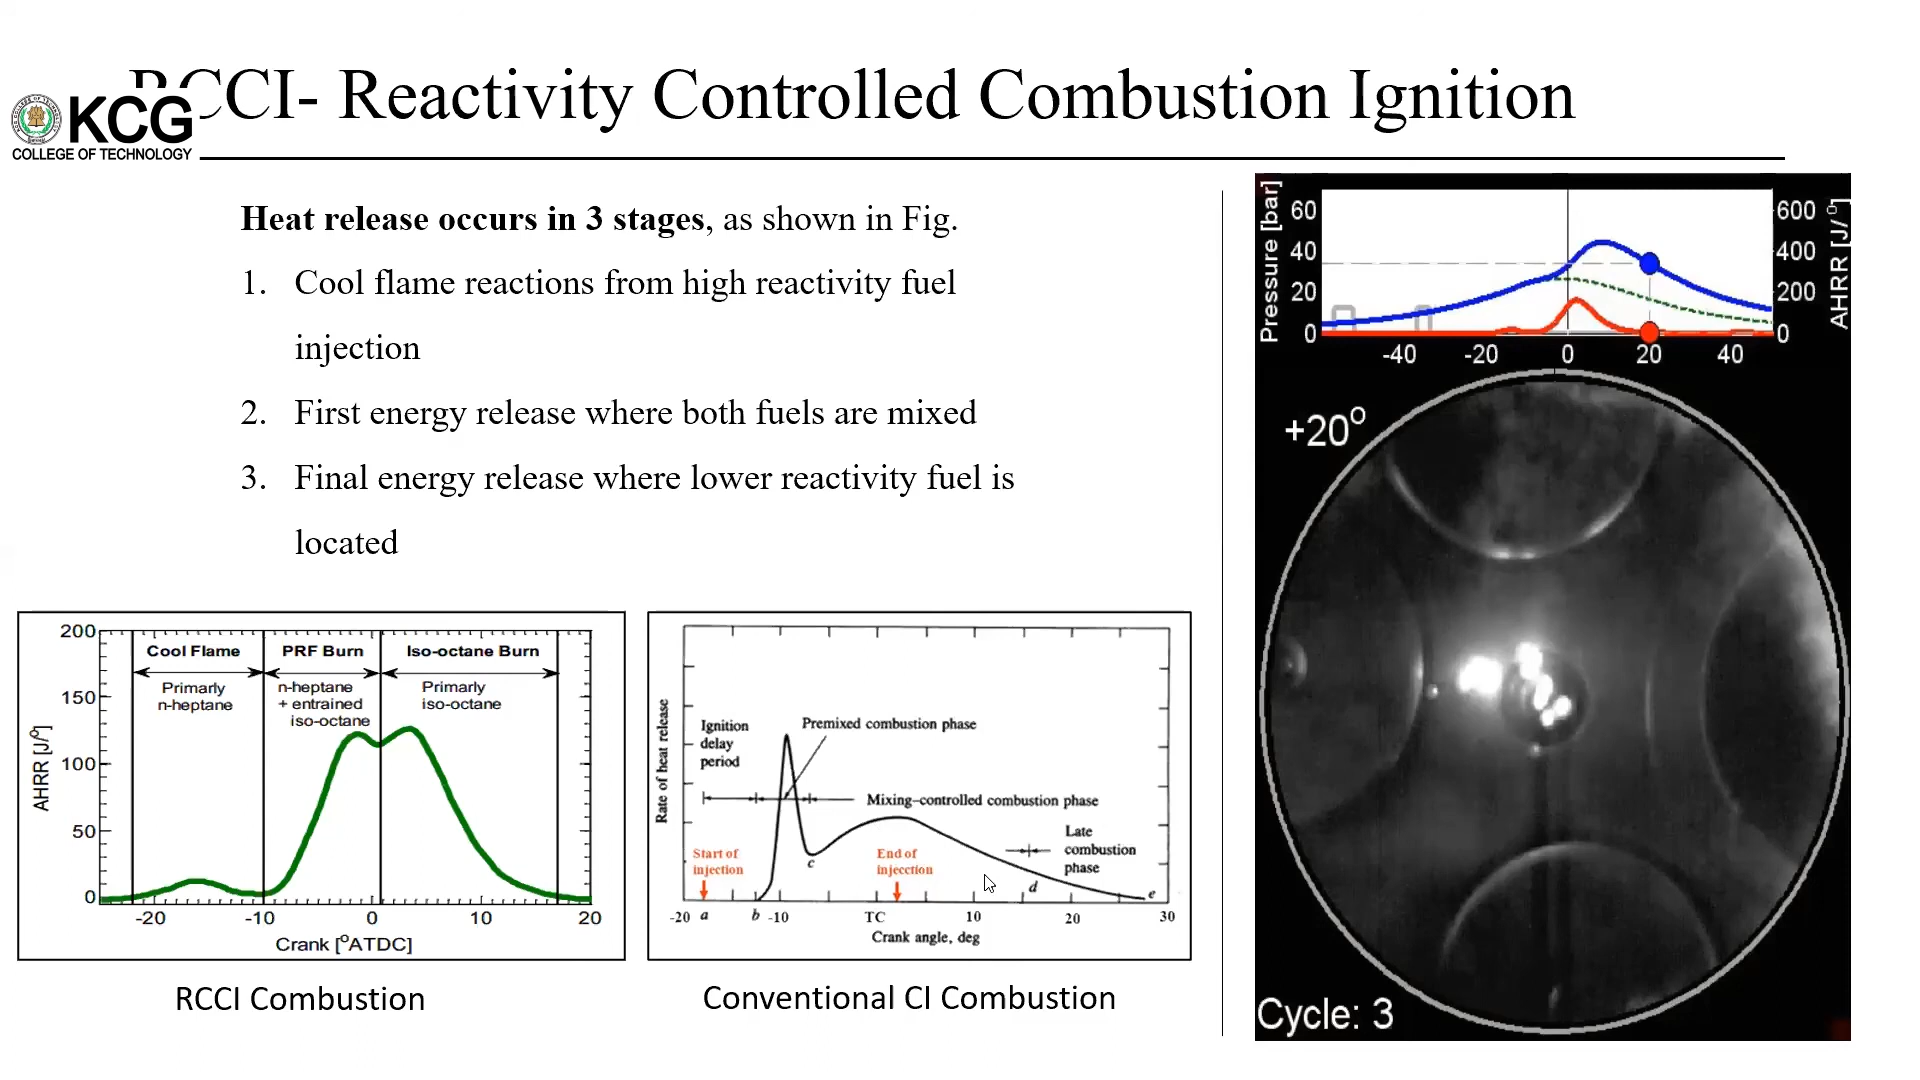 RCCI- Reactivity Controlled Combustion Ignition
KCG
COLLEGE OF TECHNOLOGY
Heat release occurs in 3 stages, as shown in Fig.
1. Cool flame reactions from high reactivity fuel
injection
2. First energy release where both fuels are mixed
3. Final energy release where lower reactivity fuel is
located
200
150
100
50
0
AHRR [J/°]
Cool Flame
PRF Burn
Iso-octane Burn
Primarly
n-heptane
n-heptane
+ entrained
iso-octane
Primarly
iso-octane
-20 -10 0 10 20
Crank [°ATDC]
RCCI Combustion
Rate of heat release
Ignition
delay
period
Premixed combustion phase
Mixing-controlled combustion phase
Late
combustion
phase
Start of
injection
End of
injecction
c
d
e
-20 a b -10 TC 10 20 30
Crank angle, deg
Conventional CI Combustion
Pressure [bar]
60
40
20
0
600
400
200
0
AHRR [J/°]
-40 -20 0 20 40
+20°
Cycle: 3